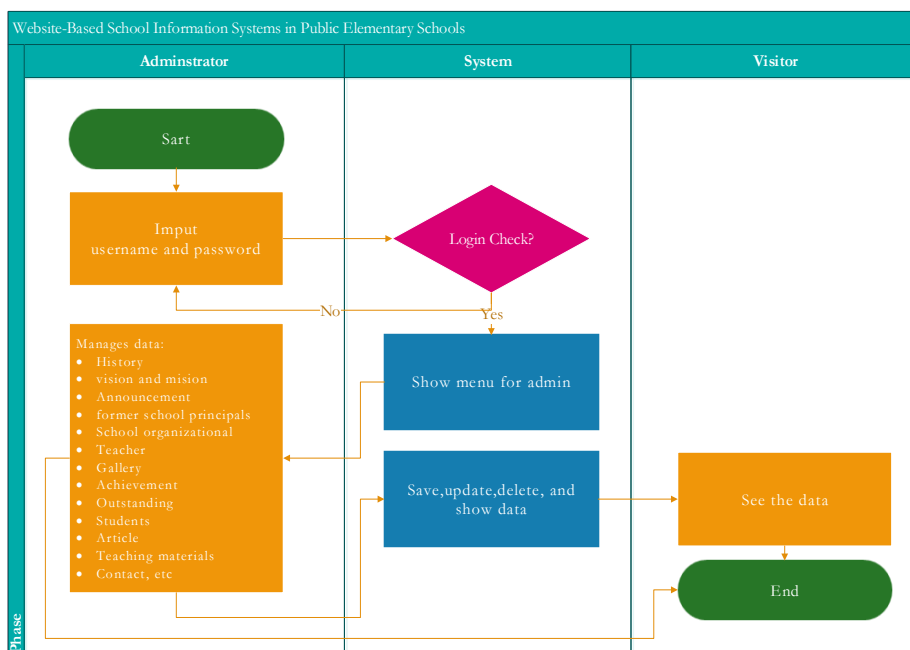 Website-Based School Information Systems in Public Elementary Schools
Adminstrator
System
Visitor
Sart
Imput
username and password
Login Check?
No
Yes
Manages data:
• History
• vision and mision
• Announcement
• former school principals
• School organizational
• Teacher
• Gallery
• Achievement
• Outstanding
• Students
• Article
• Teaching materials
• Contact, etc
Show menu for admin
Save,update,delete, and
show data
See the data
End
Phase